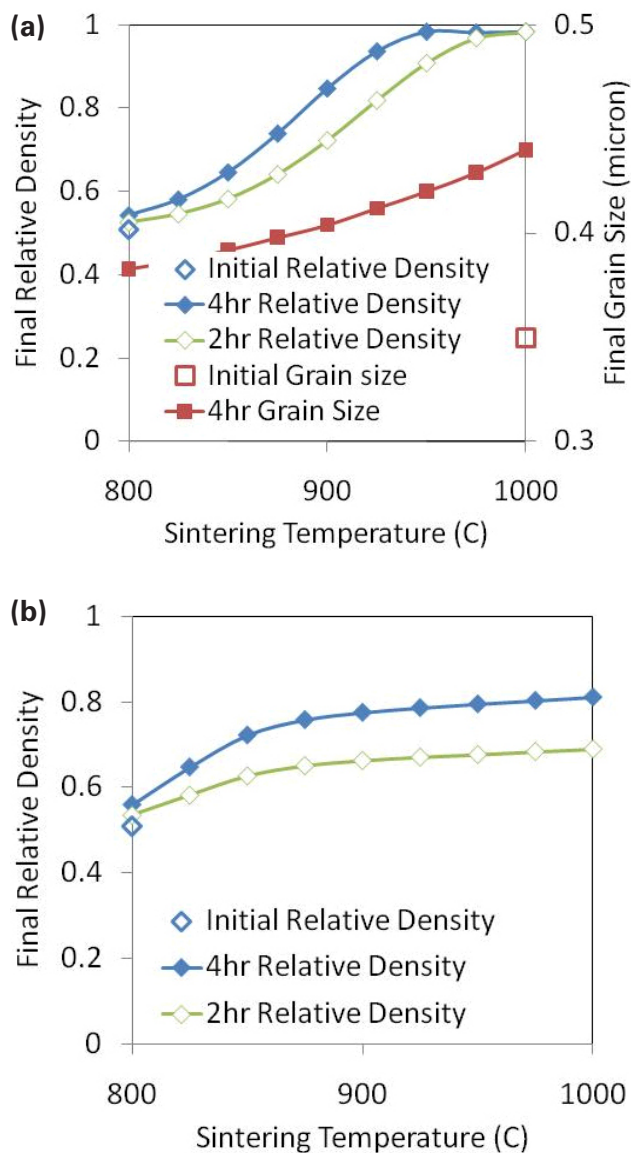 (a)
1
0.8
0.6
0.4
0.2
0
Final Relative Density
0.5
0.4
0.3
Final Grain Size (micron)
Initial Relative Density
4hr Relative Density
2hr Relative Density
Initial Grain size
4hr Grain Size
800 900 1000
Sintering Temperature (C)
(b)
1
0.8
0.6
0.4
0.2
0
Final Relative Density
Initial Relative Density
4hr Relative Density
2hr Relative Density
800 900 1000
Sintering Temperature (C)